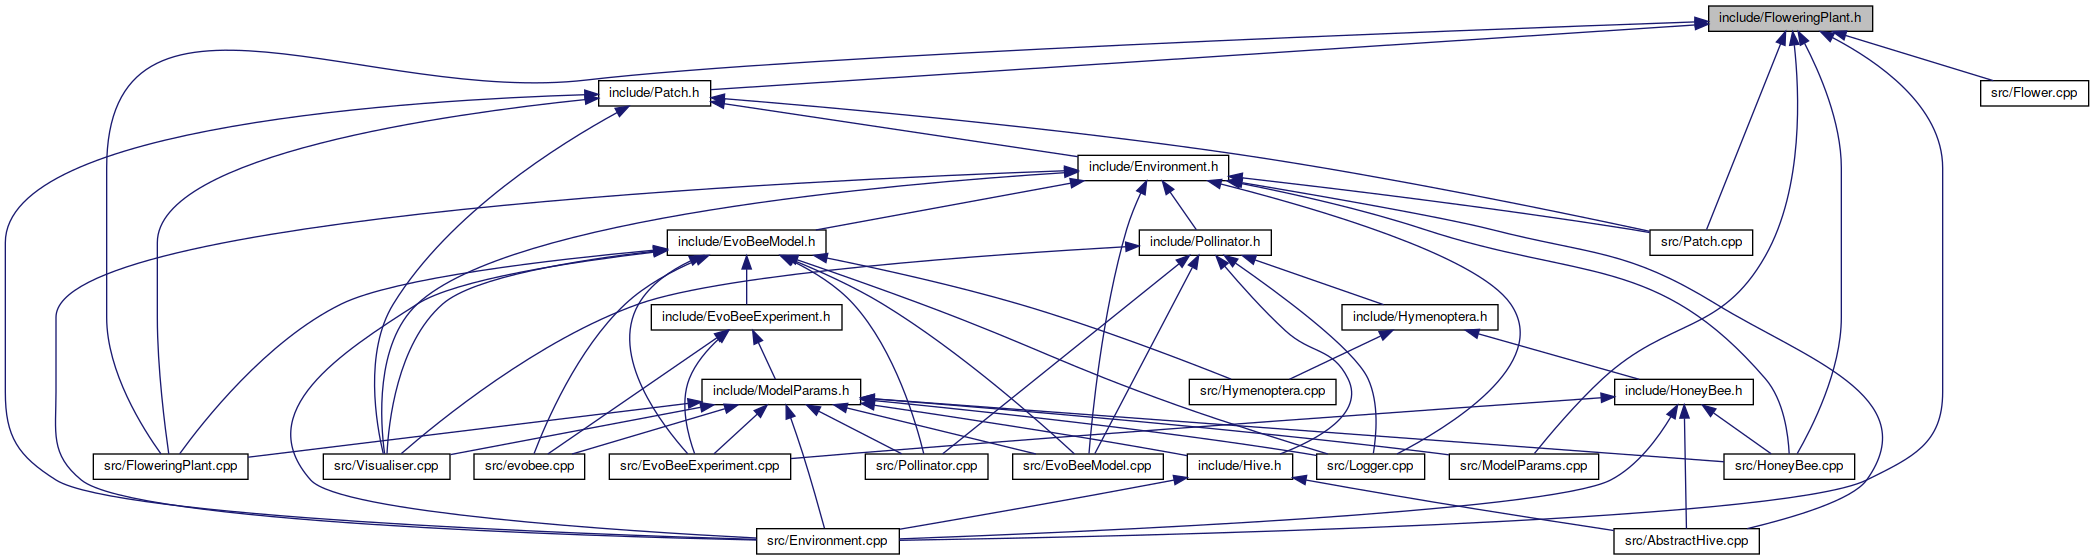 include/FloweringPlant.h
include/Patch.h
src/Flower.cpp
include/Environment.h
include/EvoBeeModel.h
include/Pollinator.h
src/Patch.cpp
include/EvoBeeExperiment.h
include/Hymenoptera.h
include/ModelParams.h
src/Hymenoptera.cpp
include/HoneyBee.h
src/FloweringPlant.cpp
src/Visualiser.cpp
src/evobee.cpp
src/EvoBeeExperiment.cpp
src/Pollinator.cpp
src/EvoBeeModel.cpp
include/Hive.h
src/Logger.cpp
src/ModelParams.cpp
src/HoneyBee.cpp
src/Environment.cpp
src/AbstractHive.cpp